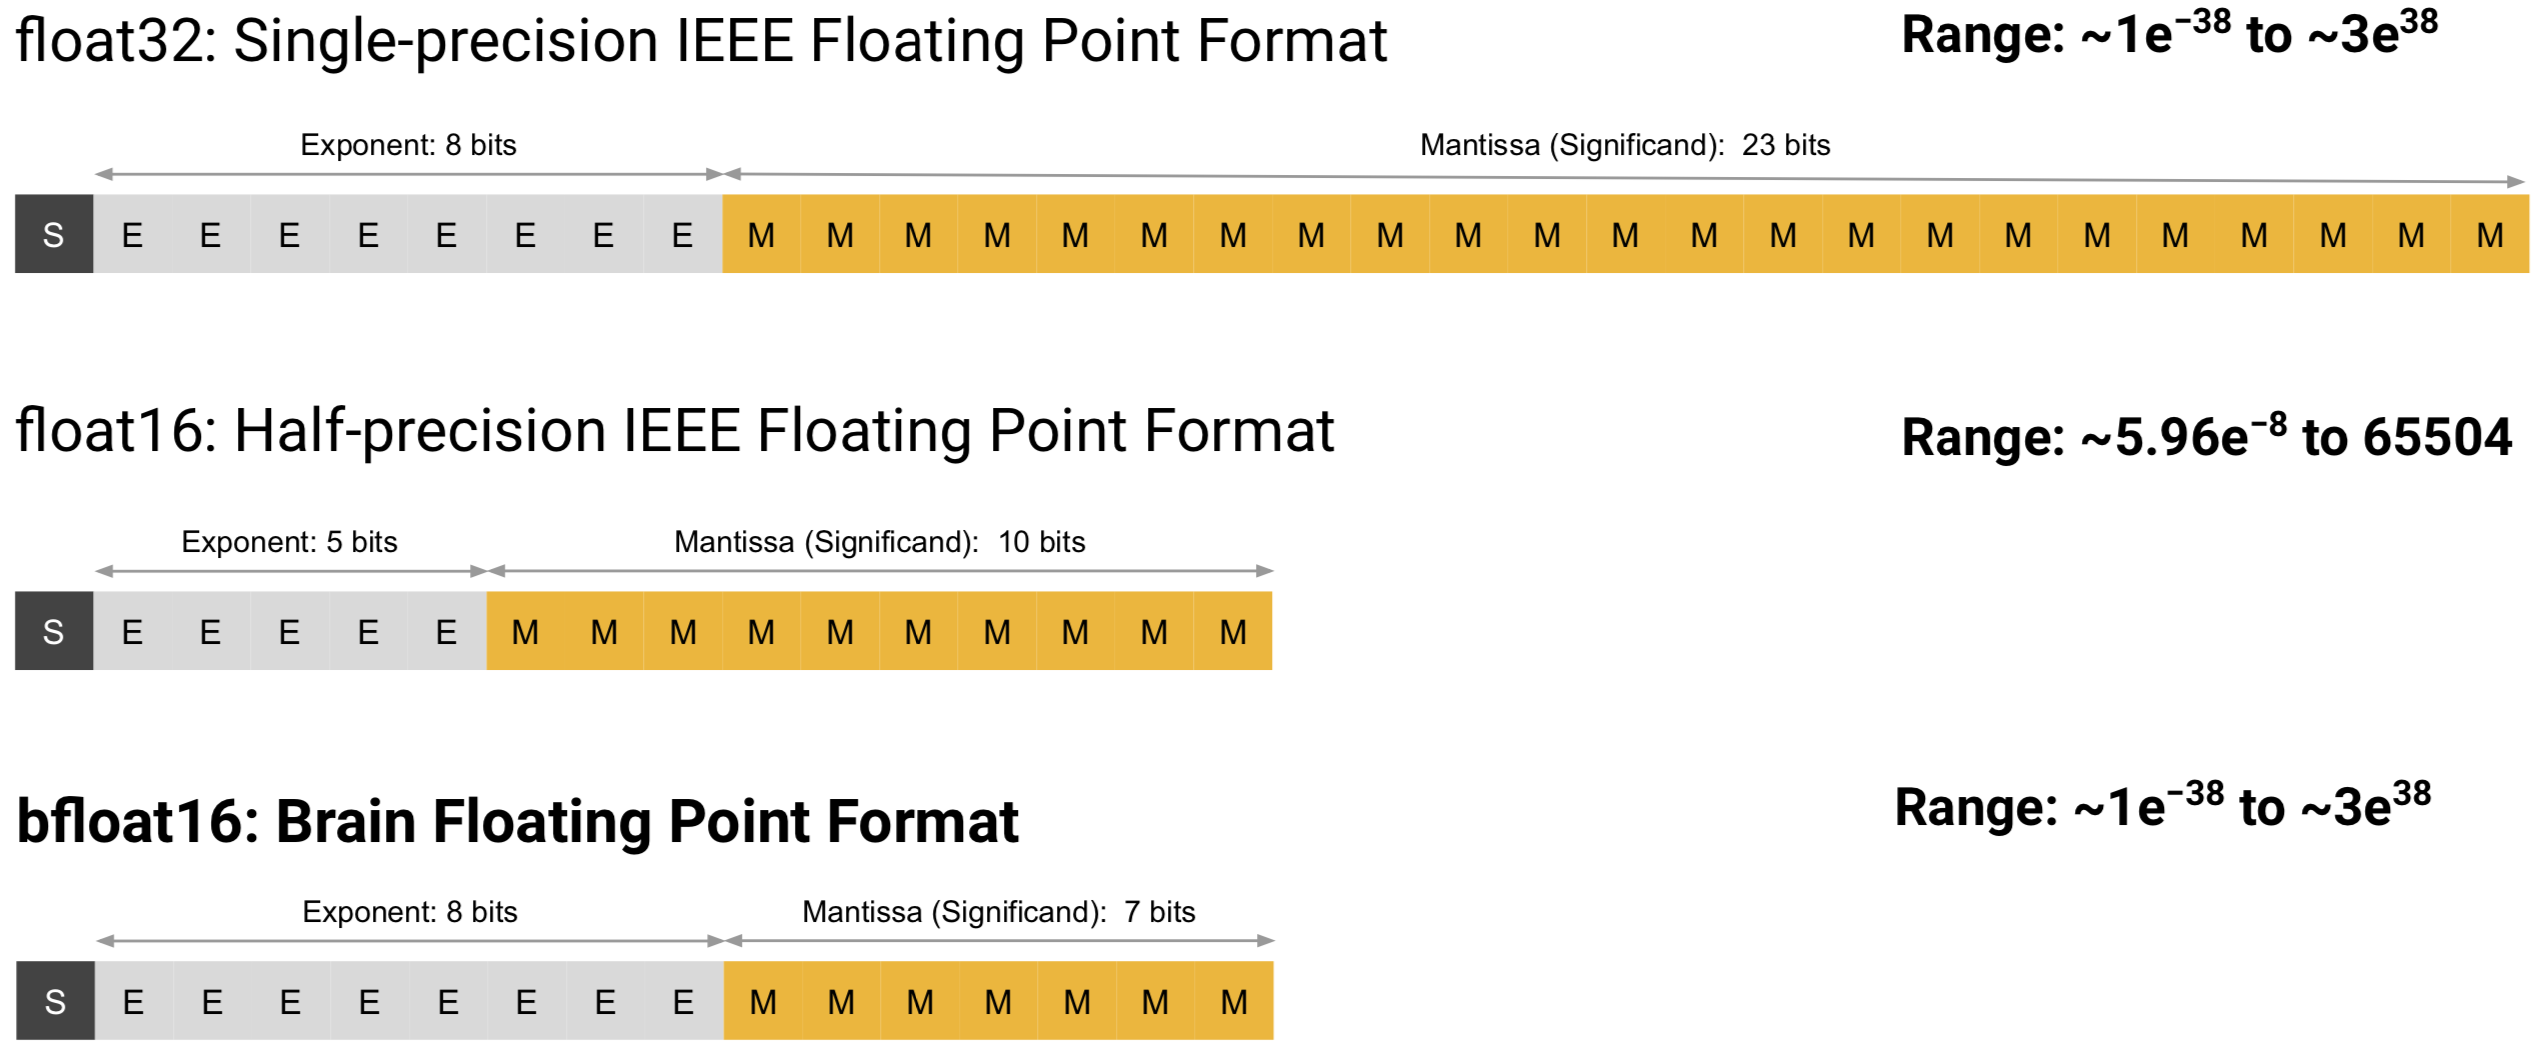 float32: Single-precision IEEE Floating Point Format Range: ~1e⁻³⁸ to ~3e³⁸
Exponent: 8 bits Mantissa (Significand): 23 bits
S E E E E E E E E M M M M M M M M M M M M M M M M M M M M M M M
float16: Half-precision IEEE Floating Point Format Range: ~5.96e⁻⁸ to 65504
Exponent: 5 bits Mantissa (Significand): 10 bits
S E E E E E M M M M M M M M M M
bfloat16: Brain Floating Point Format Range: ~1e⁻³⁸ to ~3e³⁸
Exponent: 8 bits Mantissa (Significand): 7 bits
S E E E E E E E E M M M M M M M